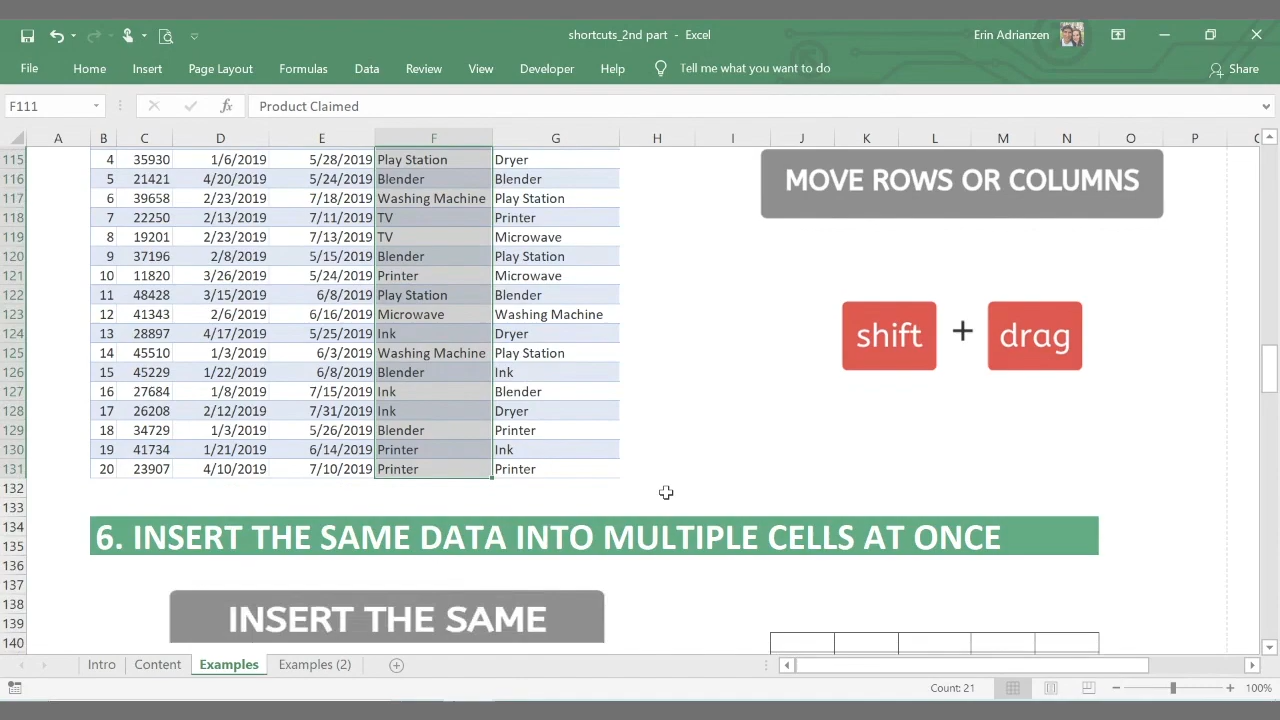 shortcuts_2nd part - Excel
Erin Adrianzen
File Home Insert Page Layout Formulas Data Review View Developer Help Tell me what you want to do Share
F111 fx Product Claimed
A B C D E F G H I J K L M N O P
115 4 35930 1/6/2019 5/28/2019 Play Station Dryer
116 5 21421 4/20/2019 5/24/2019 Blender Blender
117 6 39658 2/23/2019 7/18/2019 Washing Machine Play Station
118 7 22250 2/13/2019 7/11/2019 TV Printer
119 8 19201 2/23/2019 7/13/2019 TV Microwave
120 9 37196 2/8/2019 5/15/2019 Blender Play Station
121 10 11820 3/26/2019 5/24/2019 Printer Microwave
122 11 48428 3/15/2019 6/8/2019 Play Station Blender
123 12 41343 2/6/2019 6/16/2019 Microwave Washing Machine
124 13 28897 4/17/2019 5/25/2019 Ink Dryer
125 14 45510 1/3/2019 6/3/2019 Washing Machine Play Station
126 15 45229 1/22/2019 6/8/2019 Blender Ink
127 16 27684 1/8/2019 7/15/2019 Ink Blender
128 17 26208 2/12/2019 7/31/2019 Ink Dryer
129 18 34729 1/3/2019 5/26/2019 Blender Printer
130 19 41734 1/21/2019 6/14/2019 Printer Ink
131 20 23907 4/10/2019 7/10/2019 Printer Printer
MOVE ROWS OR COLUMNS
shift + drag
132
133
134
135
6. INSERT THE SAME DATA INTO MULTIPLE CELLS AT ONCE
136
137
138
139
140
INSERT THE SAME
Intro Content Examples Examples (2)
Count: 21 100%